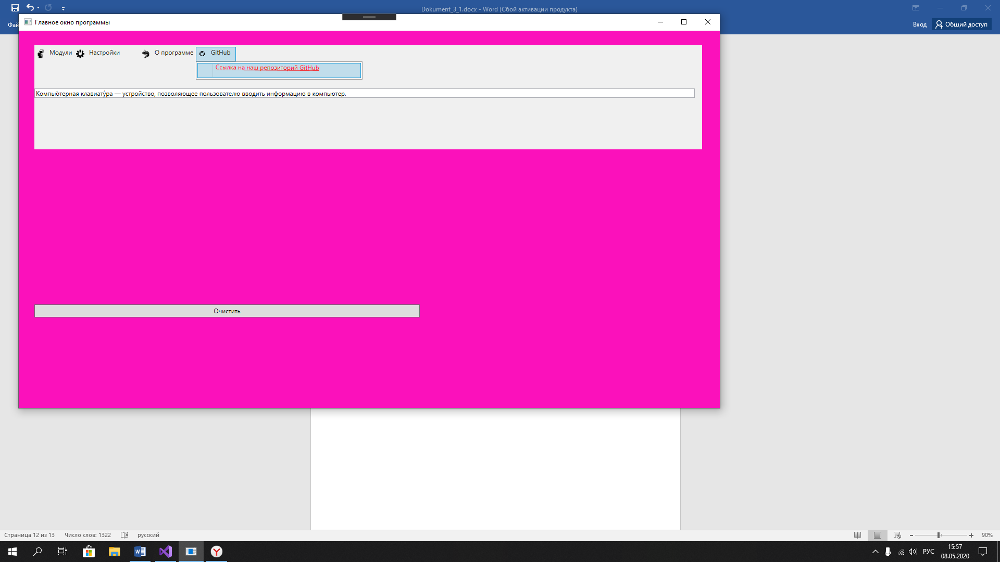 Dokument_3_1.docx - Word (Сбой активации продукта)
Фай
Вход
Общий доступ
Главное окно программы
Модули
Настройки
О программе
GitHub
Ссылка на наш репозиторий GitHub
Компью́терная клавиату́ра — устройство, позволяющее пользователю вводить информацию в компьютер.
Очистить
Страница 12 из 13
Число слов: 1322
русский
90%
РУС
15:57
08.05.2020